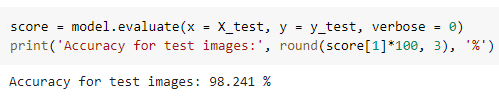 score = model.evaluate(x = X_test, y = y_test, verbose = 0)
print('Accuracy for test images:', round(score[1]*100, 3), '%')
Accuracy for test images: 98.241 %